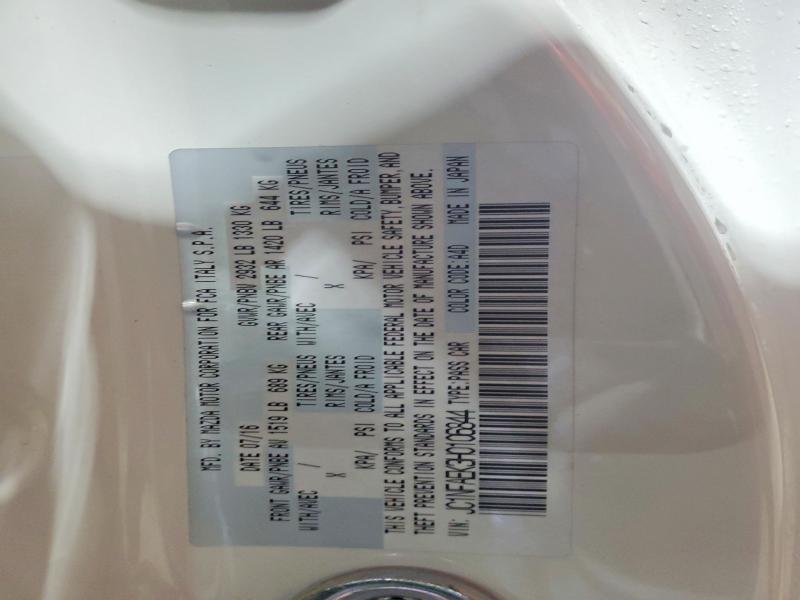 MFD. BY MAZDA MOTOR CORPORATION FOR FCA ITALY S.P.A.
DATE 07/16 GVWR/PNBV 2932 LB 1330 KG
FRONT GAWR/PNBE AV 1519 LB 689 KG REAR GAWR/PNBE AR 1420 LB 644 KG
WITH/AVEC / TIRES/PNEUS WITH/AVEC / TIRES/PNEUS
X RIMS/JANTES X RIMS/JANTES
KPA/ PSI COLD/A FROID KPA/ PSI COLD/A FROID
THIS VEHICLE CONFORMS TO ALL APPLICABLE FEDERAL MOTOR VEHICLE SAFETY, BUMPER, AND
THEFT PREVENTION STANDARDS IN EFFECT ON THE DATE OF MANUFACTURE SHOWN ABOVE.
VIN: JC1NFAEK3H0106844 TYPE:PASS CAR COLOR CODE:A4D MADE IN JAPAN